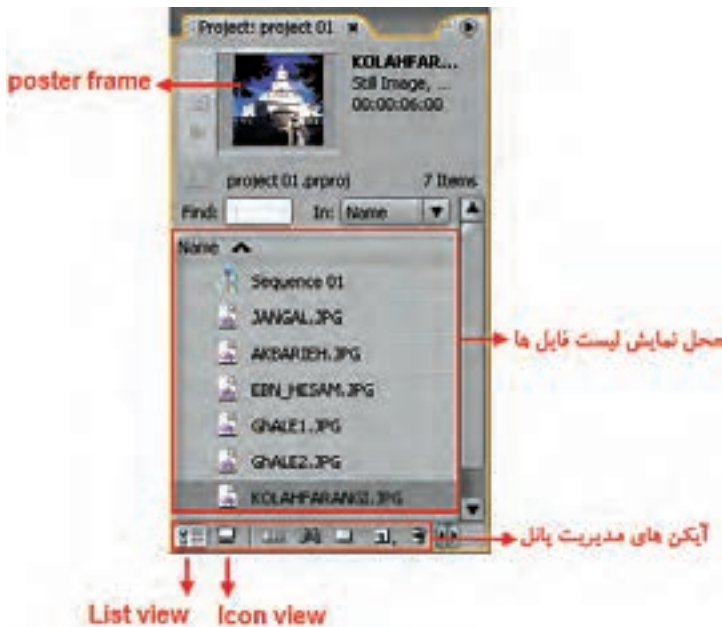 Project: project 01
KOLAHFAR...
Still Image, ...
00:00:06:00
poster frame
project 01.prproj 7 Items
Find: In: Name
Name
Sequence 01
JANGAL.JPG
AKBARIEH.JPG
EBN_HESAM.JPG
GhALE1.JPG
GhALE2.JPG
KOLAHFARANGI.JPG
محل نمایش لیست فایل ها
آیکن های مدیریت پانل
List view Icon view